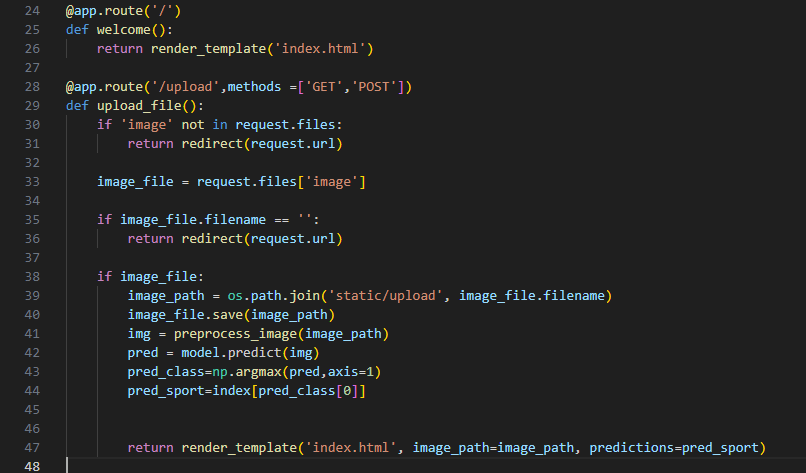 24 @app.route('/')
25 def welcome():
26     return render_template('index.html')
27
28 @app.route('/upload',methods =['GET','POST'])
29 def upload_file():
30     if 'image' not in request.files:
31         return redirect(request.url)
32
33     image_file = request.files['image']
34
35     if image_file.filename == '':
36         return redirect(request.url)
37
38     if image_file:
39         image_path = os.path.join('static/upload', image_file.filename)
40         image_file.save(image_path)
41         img = preprocess_image(image_path)
42         pred = model.predict(img)
43         pred_class=np.argmax(pred,axis=1)
44         pred_sport=index[pred_class[0]]
45
46
47         return render_template('index.html', image_path=image_path, predictions=pred_sport)
48